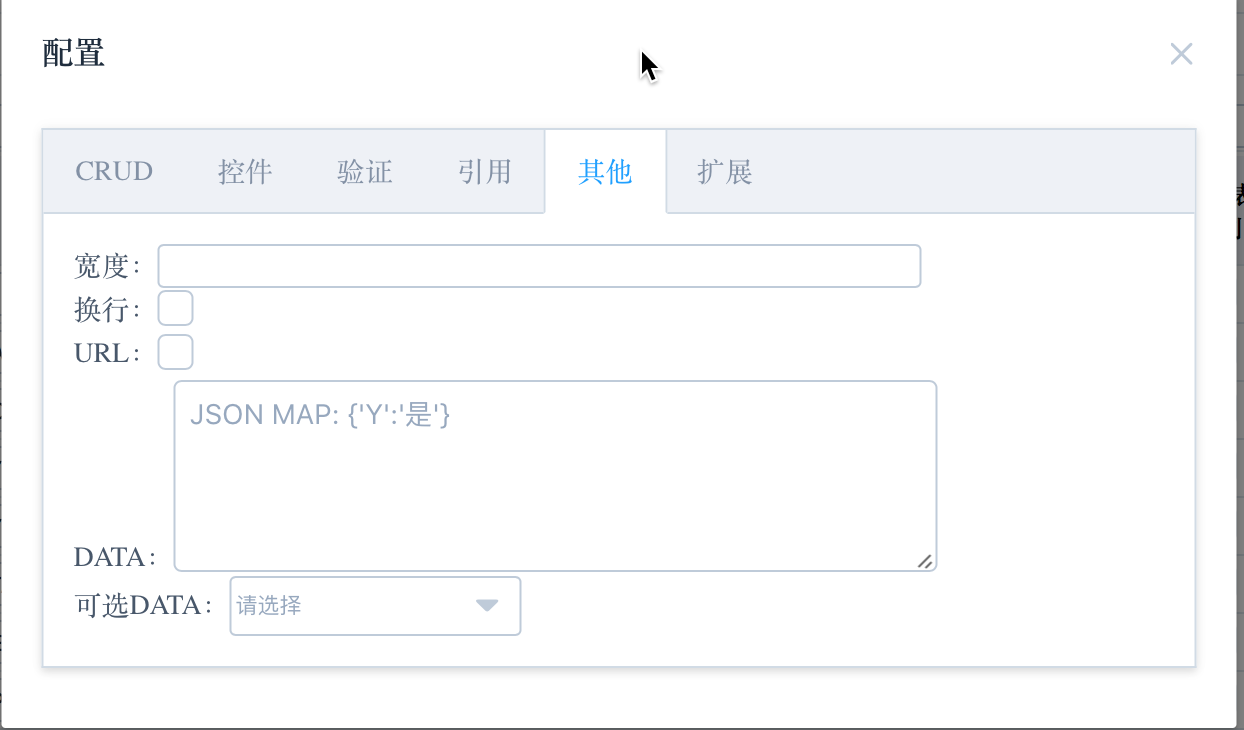 配置
CRUD 控件 验证 引用 其他 扩展
宽度：
换行：
URL：
JSON MAP: {'Y':'是'}
DATA：
可选DATA： 请选择